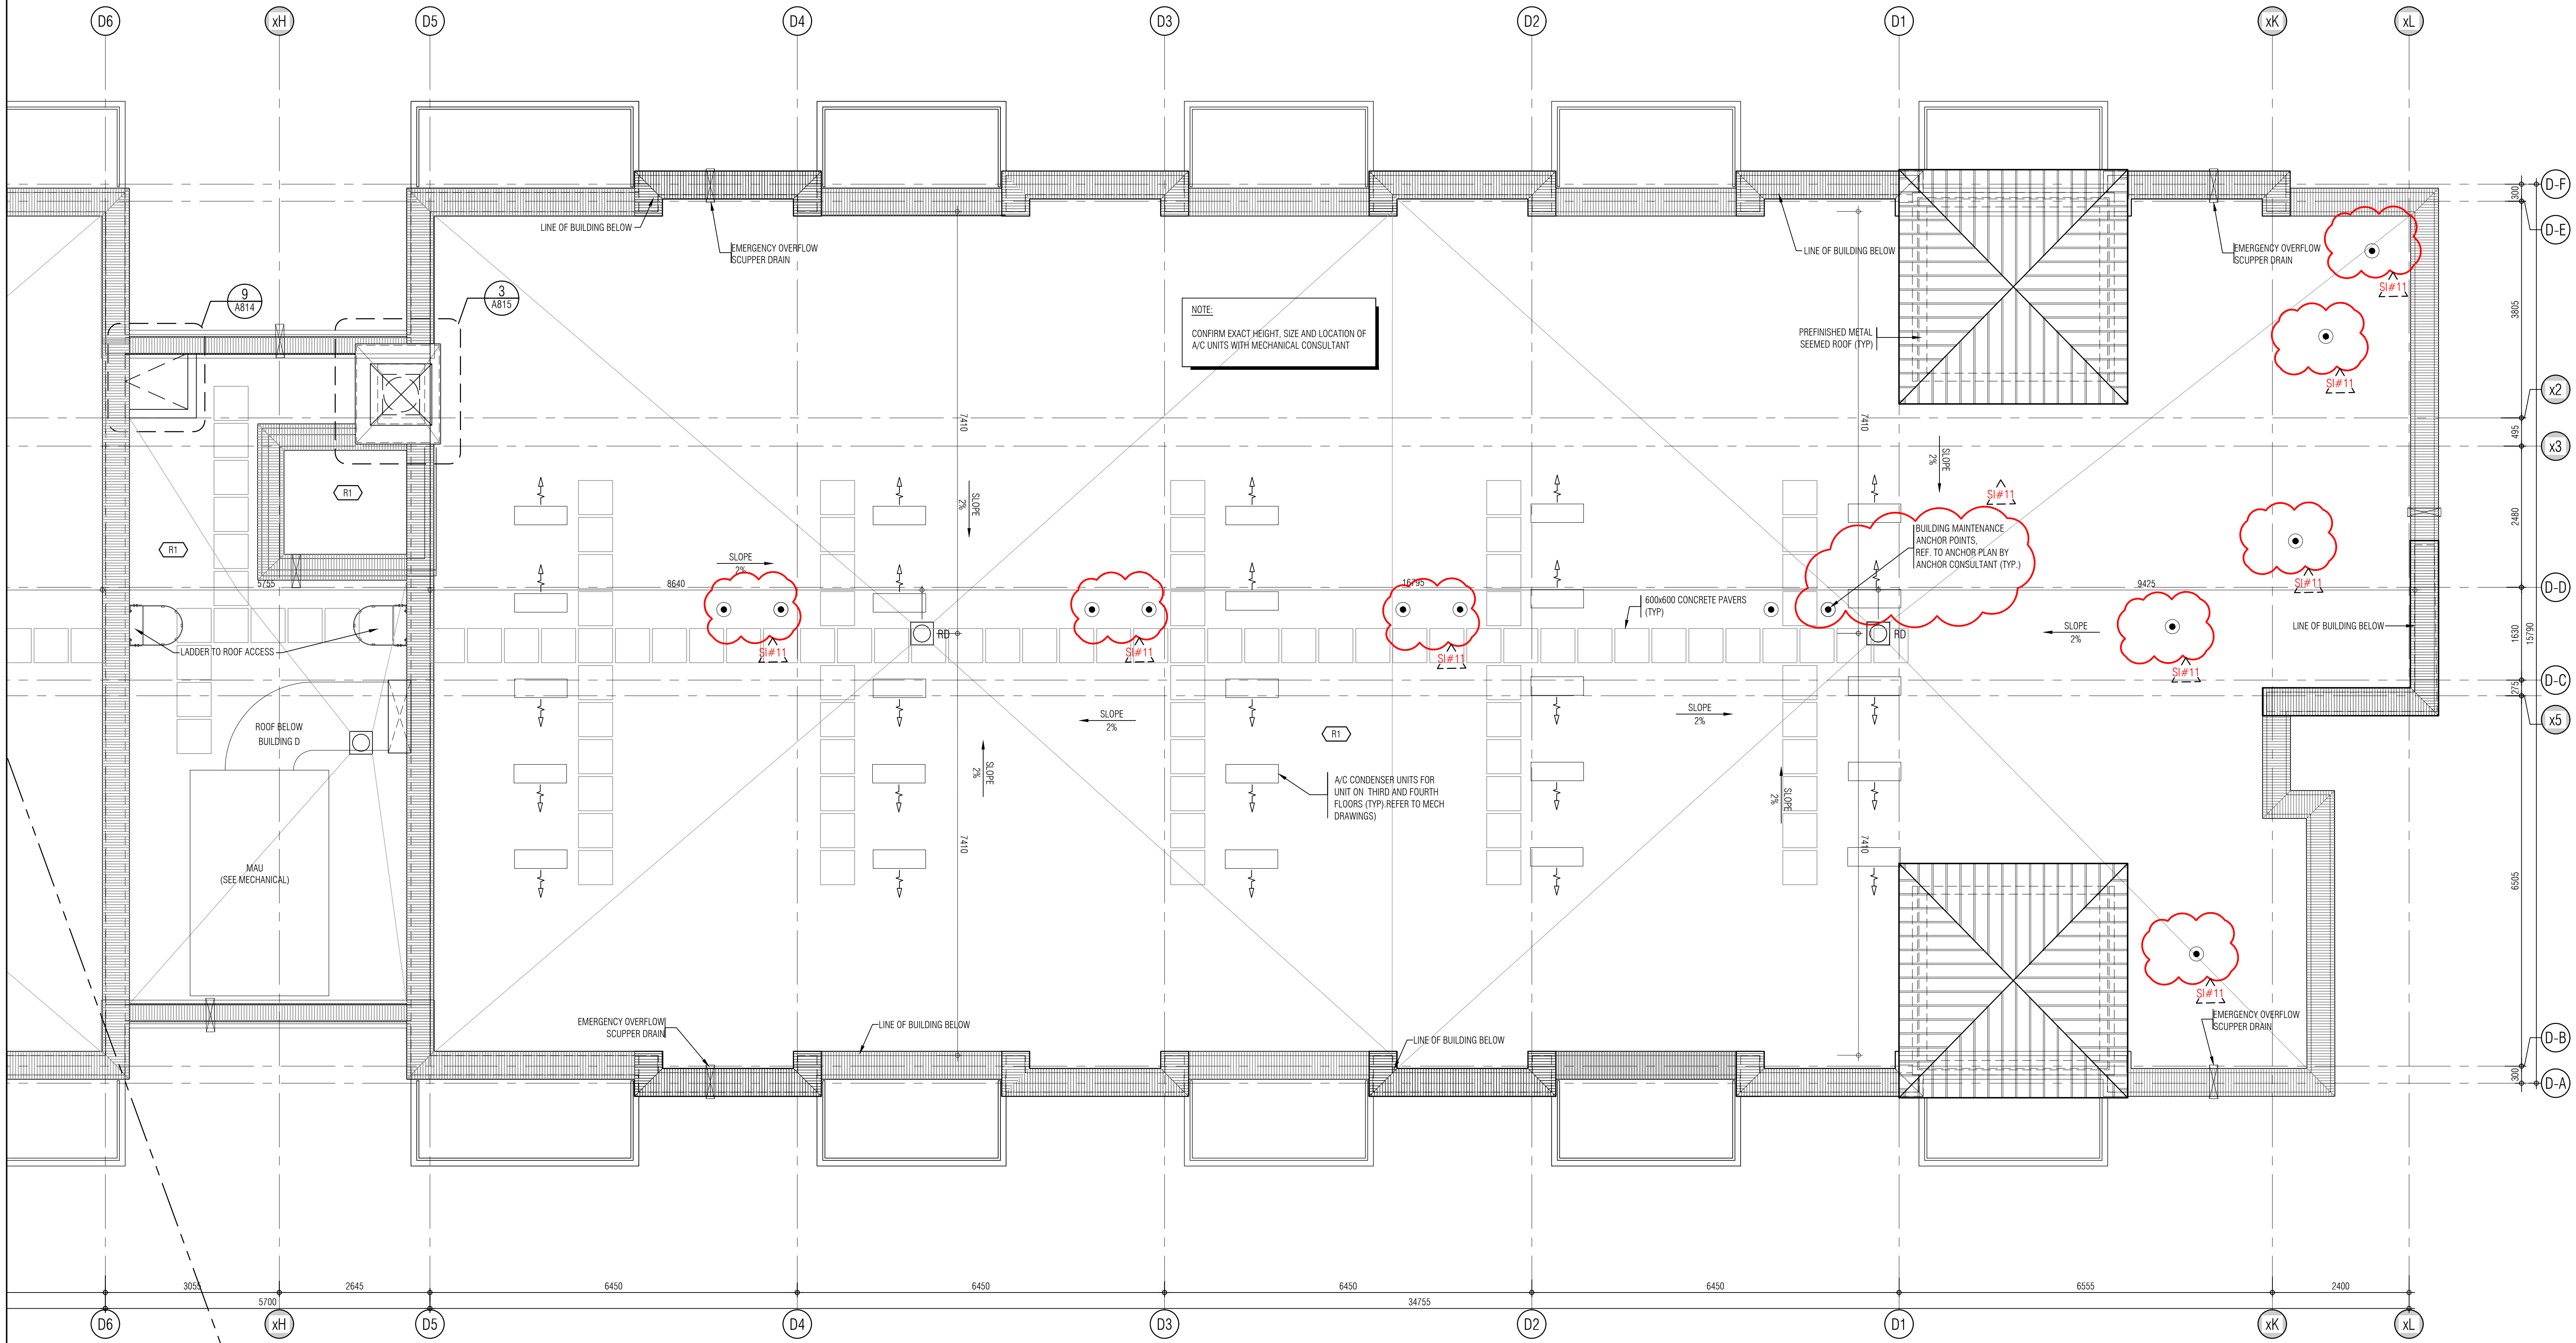 D6
xH
D5
D4
D3
D2
D1
xK
xL
D-F
300
D-E
LINE OF BUILDING BELOW
EMERGENCY OVERFLOW
SCUPPER DRAIN
LINE OF BUILDING BELOW
EMERGENCY OVERFLOW
SCUPPER DRAIN
SI#11
9
A814
3
A815
NOTE:
CONFIRM EXACT HEIGHT, SIZE AND LOCATION OF
A/C UNITS WITH MECHANICAL CONSULTANT
PREFINISHED METAL
SEEMED ROOF (TYP)
3805
SI#11
x2
7410
7410
495
x3
SLOPE
2%
R1
SLOPE
2%
SI#11
2480
BUILDING MAINTENANCE
ANCHOR POINTS,
REF. TO ANCHOR PLAN BY
ANCHOR CONSULTANT (TYP.)
R1
SLOPE
2%
5755
8640
16795
9425
SI#11
D-D
600x600 CONCRETE PAVERS
(TYP)
RD
RD
SLOPE
2%
LINE OF BUILDING BELOW
1630
15790
LADDER TO ROOF ACCESS
SI#11
SI#11
SI#11
SI#11
D-C
275
x5
SLOPE
2%
SLOPE
2%
ROOF BELOW
BUILDING D
R1
SLOPE
2%
SLOPE
2%
A/C CONDENSER UNITS FOR
UNIT ON THIRD AND FOURTH
FLOORS (TYP).REFER TO MECH
DRAWINGS)
7410
7410
MAU
(SEE MECHANICAL)
6505
SI#11
EMERGENCY OVERFLOW
SCUPPER DRAIN
LINE OF BUILDING BELOW
LINE OF BUILDING BELOW
EMERGENCY OVERFLOW
SCUPPER DRAIN
D-B
300
D-A
3055
2645
6450
6450
6450
6450
6555
2400
5700
34755
D6
xH
D5
D4
D3
D2
D1
xK
xL